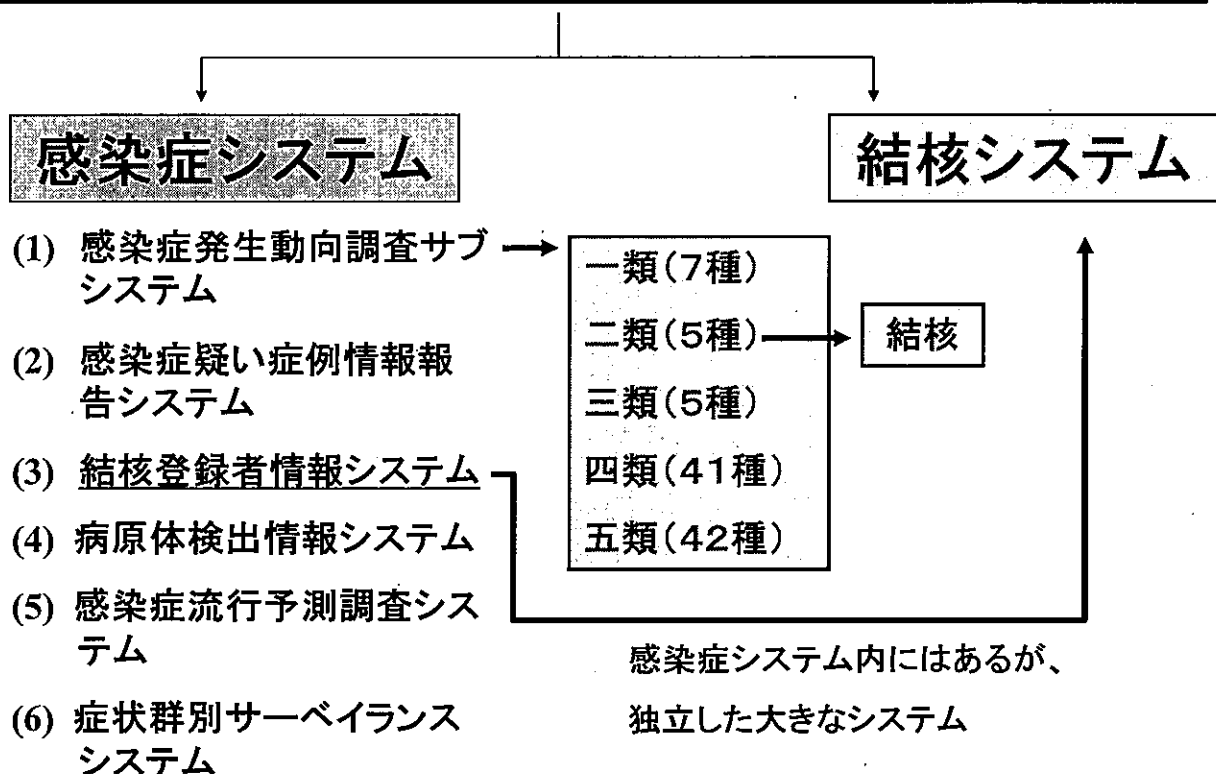 感染症システム
結核システム
(1) 感染症発生動向調査サブ
システム
(2) 感染症疑い症例情報報
告システム
(3) 結核登録者情報システム
(4) 病原体検出情報システム
(5) 感染症流行予測調査シス
テム
(6) 症状群別サーベイランス
システム
一類(7種)
二類(5種)
三類(5種)
四類(41種)
五類(42種)
結核
感染症システム内にはあるが、
独立した大きなシステム